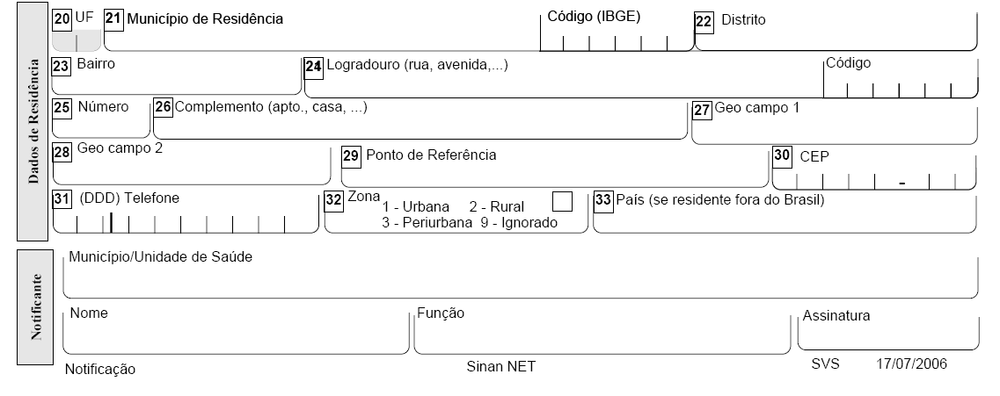 Dados de Residência
20 UF 21 Município de Residência Código (IBGE) 22 Distrito
23 Bairro 24 Logradouro (rua, avenida,...) Código
25 Número 26 Complemento (apto., casa, ...) 27 Geo campo 1
28 Geo campo 2 29 Ponto de Referência 30 CEP
-
31 (DDD) Telefone 32 Zona 33 País (se residente fora do Brasil)
1 - Urbana 2 - Rural
3 - Periurbana 9 - Ignorado
Notificante
Município/Unidade de Saúde
Nome Função Assinatura
Notificação Sinan NET SVS 17/07/2006